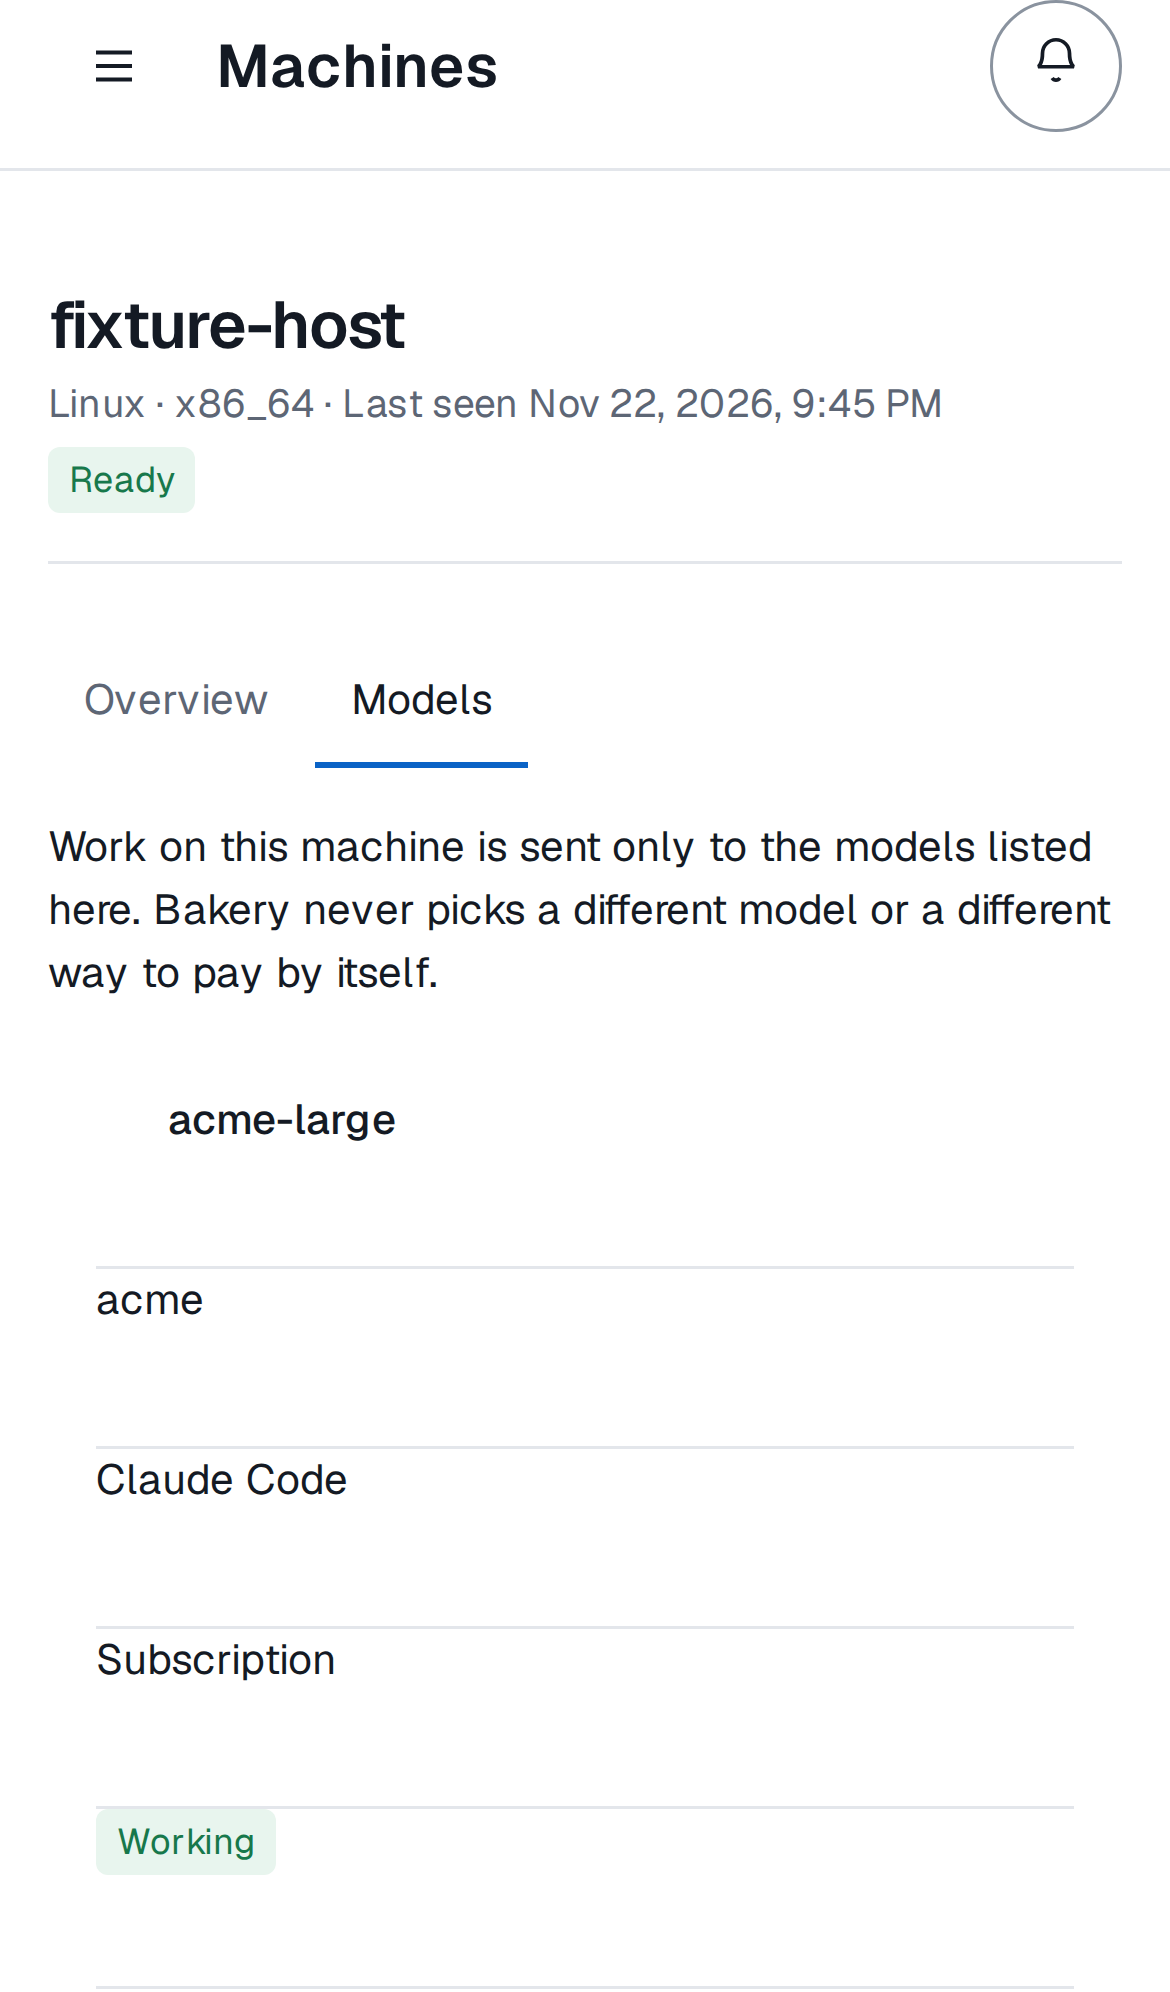 Machines
fixture-host
Linux · x86_64 · Last seen Nov 22, 2026, 9:45 PM
Ready
Overview Models
Work on this machine is sent only to the models listed
here. Bakery never picks a different model or a different
way to pay by itself.
acme-large
acme
Claude Code
Subscription
Working